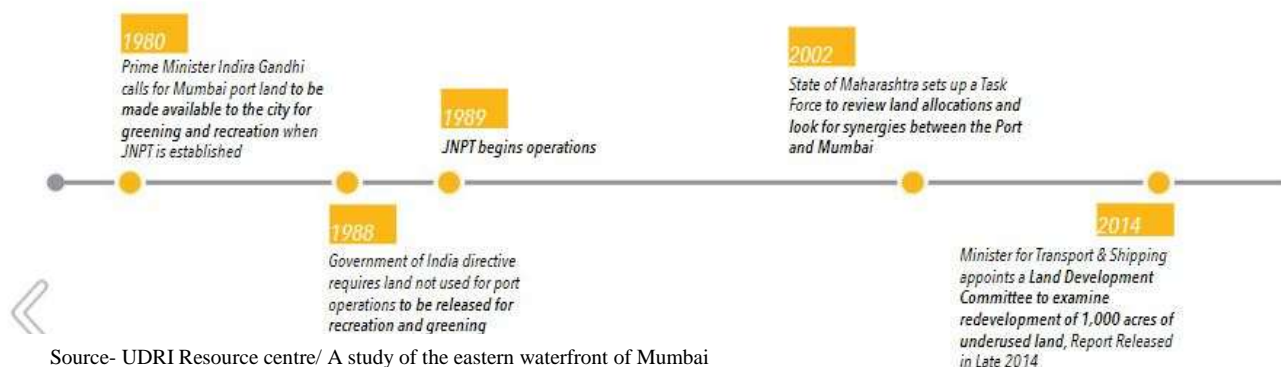 1980
Prime Minister Indira Gandhi
calls for Mumbai port land to be
made available to the city for
greening and recreation when
JNPT is established
1988
Government of India directive
requires land not used for port
operations to be released for
recreation and greening
1989
JNPT begins operations
2002
State of Maharashtra sets up a Task
Force to review land allocations and
look for synergies between the Port
and Mumbai
2014
Minister for Transport & Shipping
appoints a Land Development
Committee to examine
redevelopment of 1,000 acres of
underused land, Report Released
in Late 2014
Source- UDRI Resource centre/ A study of the eastern waterfront of Mumbai